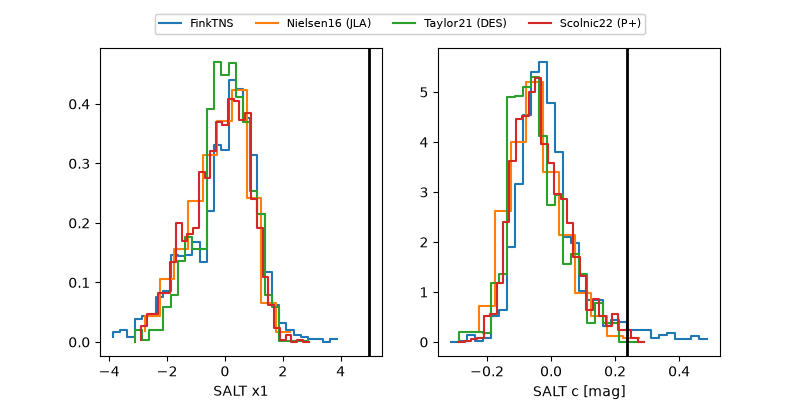 FinkTNS Nielsen16 (JLA) Taylor21 (DES) Scolnic22 (P+)
0.4
0.3
0.2
0.1
0.0
−4 −2 0 2 4
SALT x1
5
4
3
2
1
0
−0.2 0.0 0.2 0.4
SALT c [mag]